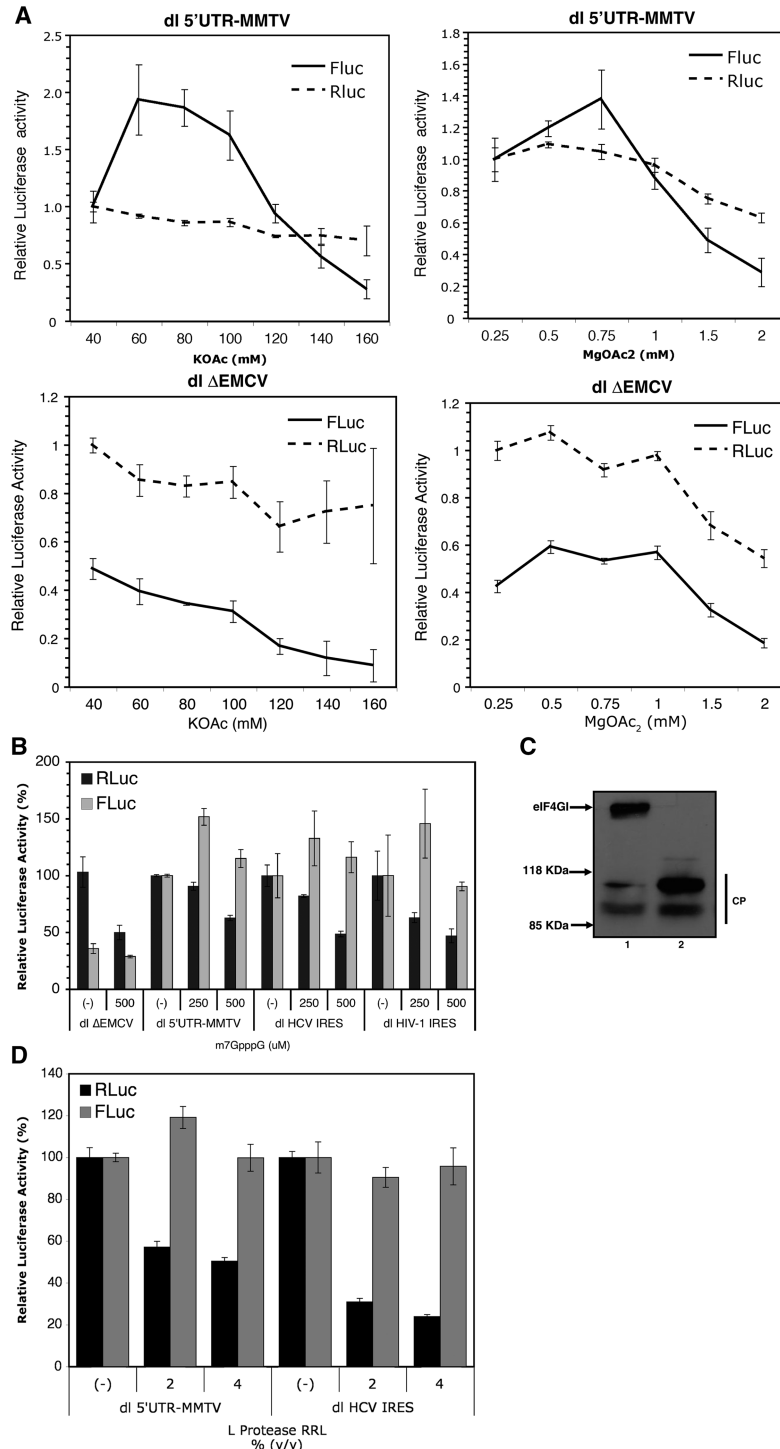 A
dl 5'UTR-MMTV
Relative Luciferase activity
2.5
2.0
1.5
1.0
0.5
0
Fluc
Rluc
40 60 80 100 120 140 160
KOAc (mM)
dl 5'UTR-MMTV
Relative Luciferase activity
1.8
1.6
1.4
1.2
1.0
0.8
0.6
0.4
0.2
0
Fluc
Rluc
0.25 0.5 0.75 1 1.5 2
MgOAc2 (mM)
dl ΔEMCV
Relative Luciferase Activity
1.2
1
0.8
0.6
0.4
0.2
0
FLuc
RLuc
40 60 80 100 120 140 160
KOAc (mM)
dl ΔEMCV
Relative Luciferase Activity
1.2
1
0.8
0.6
0.4
0.2
0
FLuc
RLuc
0.25 0.5 0.75 1 1.5 2
MgOAc2 (mM)
B
Relative Luciferase Activity (%)
200
150
100
50
0
RLuc
FLuc
(-) 500 (-) 250 500 (-) 250 500 (-) 250 500
dl ΔEMCV dl 5'UTR-MMTV dl HCV IRES dl HIV-1 IRES
m7GpppG (uM)
C
eIF4GI
118 KDa
85 KDa
CP
1 2
D
Relative Luciferase Activity (%)
140
120
100
80
60
40
20
0
RLuc
FLuc
(-) 2 4 (-) 2 4
dl 5'UTR-MMTV dl HCV IRES
L Protease RRL
% (v/v)